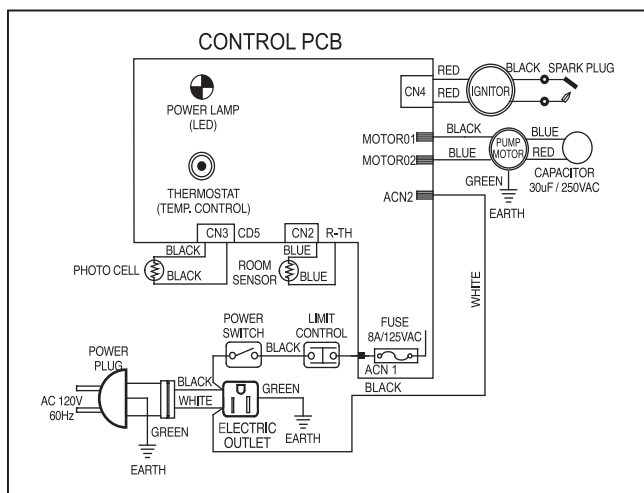 CONTROL PCB
POWER LAMP
(LED)
THERMOSTAT
(TEMP. CONTROL)
CN4
RED
RED
IGNITOR
BLACK
SPARK PLUG
MOTOR01
MOTOR02
BLACK
BLUE
PUMP
MOTOR
BLUE
RED
CAPACITOR
30uF / 250VAC
GREEN
EARTH
ACN2
WHITE
CN3
CD5
CN2
R-TH
BLACK
BLACK
PHOTO CELL
BLUE
BLUE
ROOM
SENSOR
POWER
SWITCH
BLACK
LIMIT
CONTROL
FUSE
8A/125VAC
ACN 1
BLACK
POWER
PLUG
AC 120V
60Hz
BLACK
WHITE
GREEN
EARTH
ELECTRIC
OUTLET
GREEN
EARTH